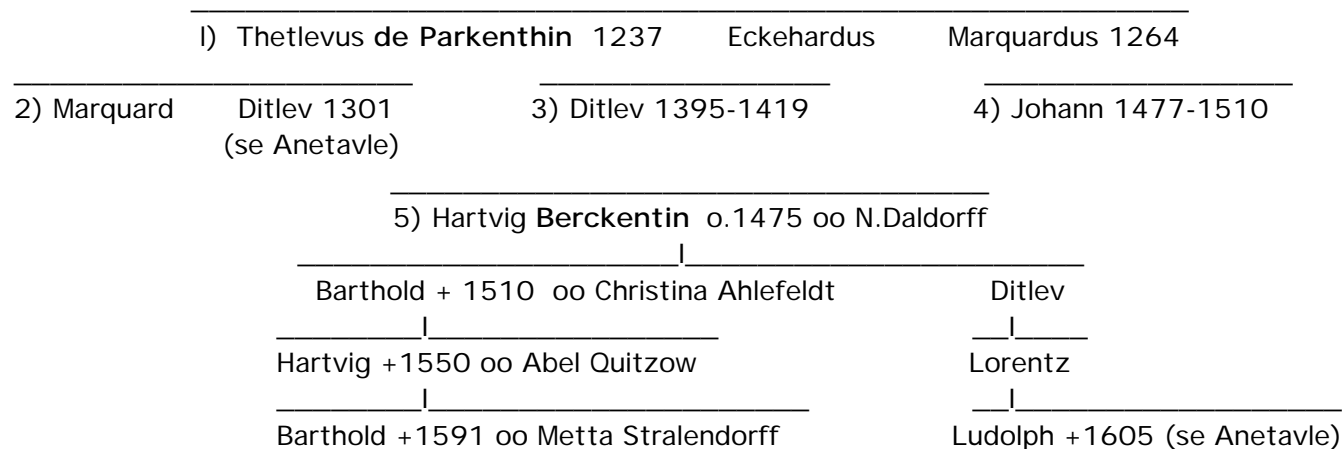 l) Thetlevus de Parkenthin 1237 Eckehardus Marquardus 1264
2) Marquard Ditlev 1301 3) Ditlev 1395-1419 4) Johann 1477-1510
(se Anetavle)
5) Hartvig Berckentin o.1475 oo N.Daldorff
Barthold + 1510 oo Christina Ahlefeldt Ditlev
Hartvig +1550 oo Abel Quitzow Lorentz
Barthold +1591 oo Metta Stralendorff Ludolph +1605 (se Anetavle)